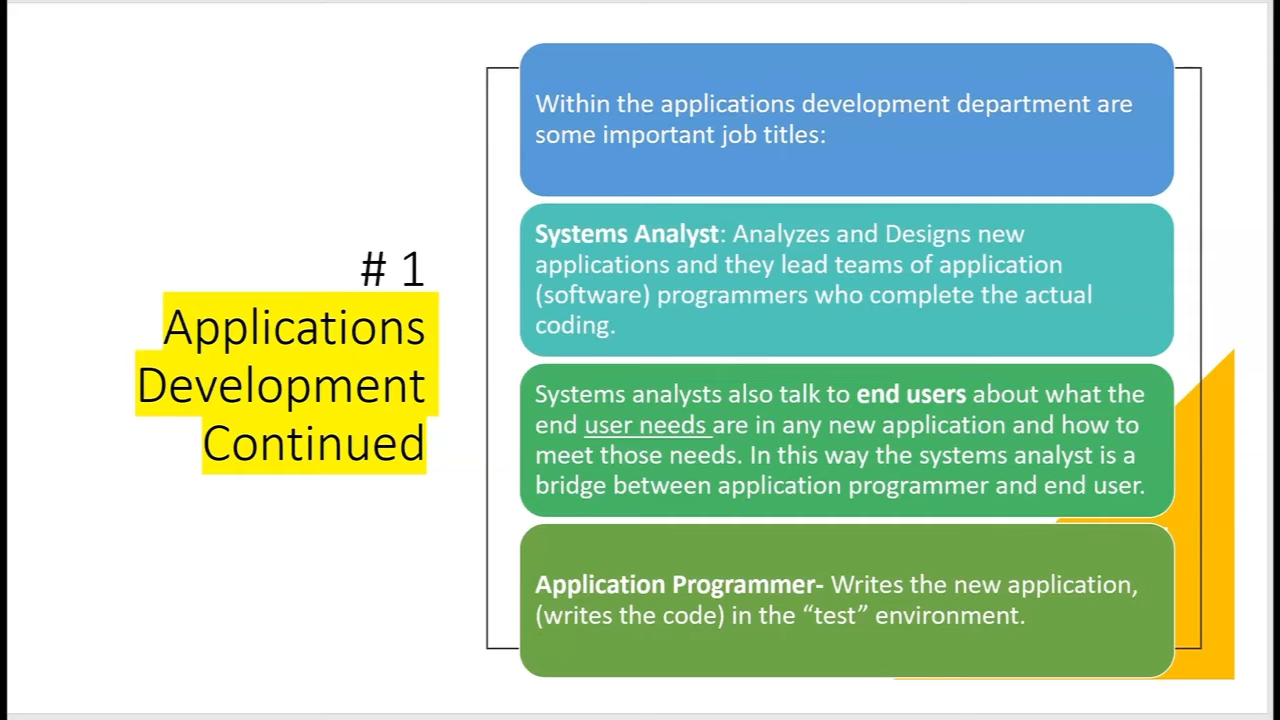 # 1
Applications
Development
Continued
Within the applications development department are
some important job titles:
Systems Analyst: Analyzes and Designs new
applications and they lead teams of application
(software) programmers who complete the actual
coding.
Systems analysts also talk to end users about what the
end user needs are in any new application and how to
meet those needs. In this way the systems analyst is a
bridge between application programmer and end user.
Application Programmer- Writes the new application,
(writes the code) in the “test” environment.